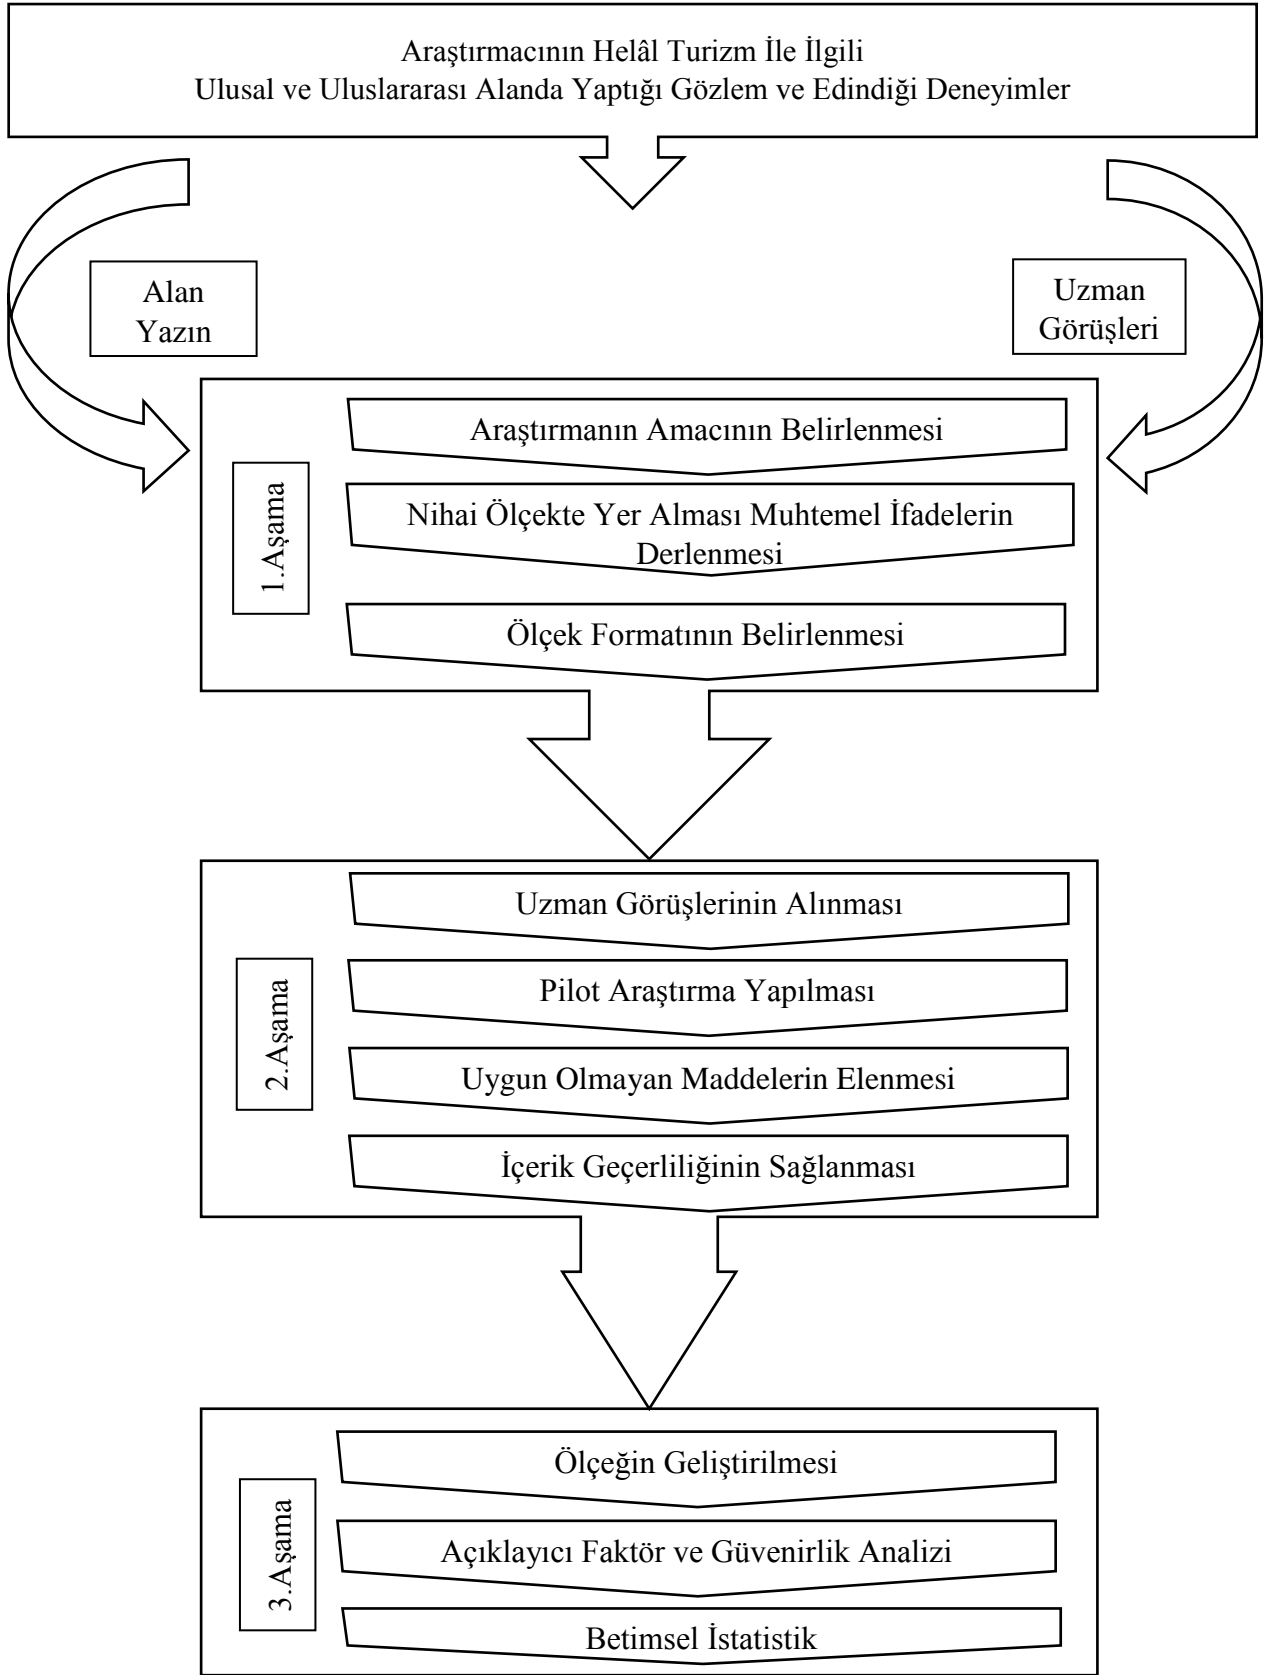 Araştırmacının Helâl Turizm İle İlgili
Ulusal ve Uluslararası Alanda Yaptığı Gözlem ve Edindiği Deneyimler
Alan
Yazın
Uzman
Görüşleri
1.Aşama
Araştırmanın Amacının Belirlenmesi
Nihai Ölçekte Yer Alması Muhtemel İfadelerin
Derlenmesi
Ölçek Formatının Belirlenmesi
2.Aşama
Uzman Görüşlerinin Alınması
Pilot Araştırma Yapılması
Uygun Olmayan Maddelerin Elenmesi
İçerik Geçerliliğinin Sağlanması
3.Aşama
Ölçeğin Geliştirilmesi
Açıklayıcı Faktör ve Güvenirlik Analizi
Betimsel İstatistik